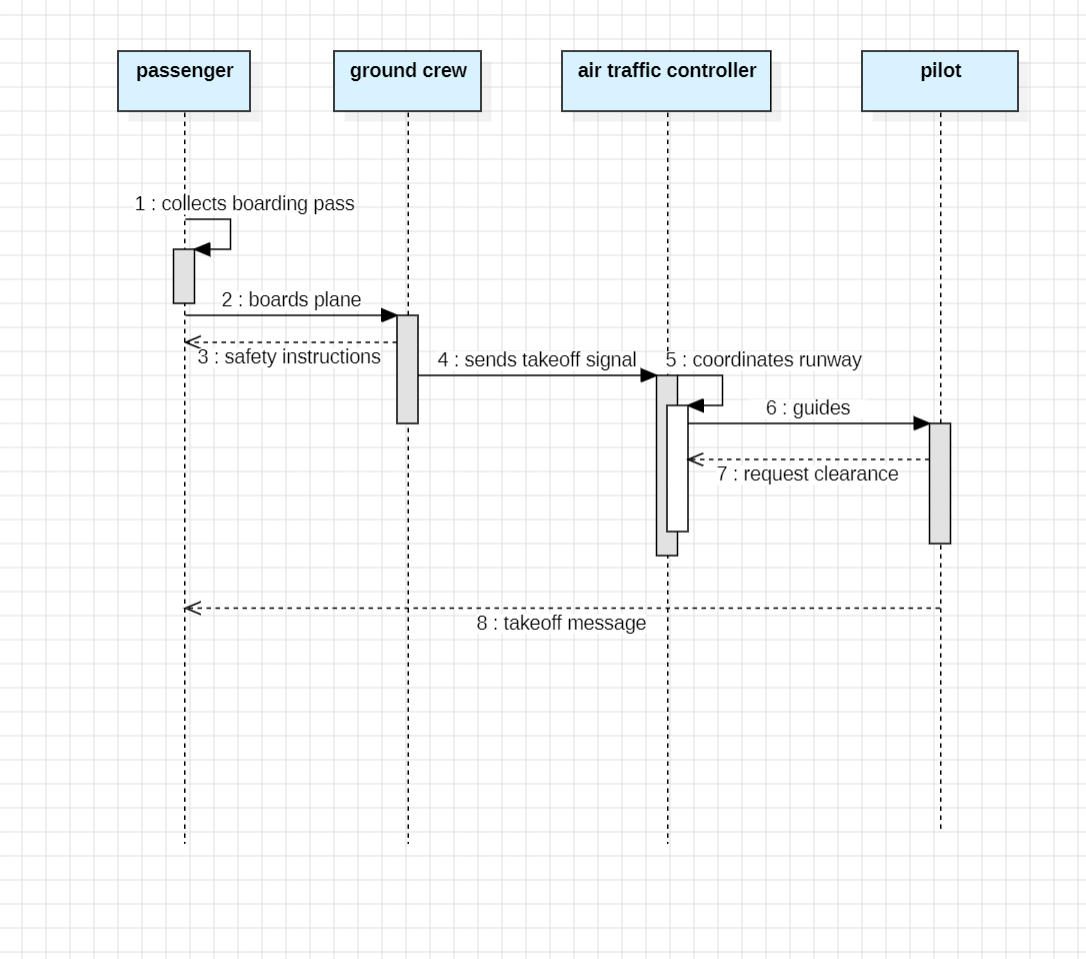 passenger
ground crew
air traffic controller
pilot
1 : collects boarding pass
2 : boards plane
3 : safety instructions
4 : sends takeoff signal
5 : coordinates runway
6 : guides
7 : request clearance
8 : takeoff message